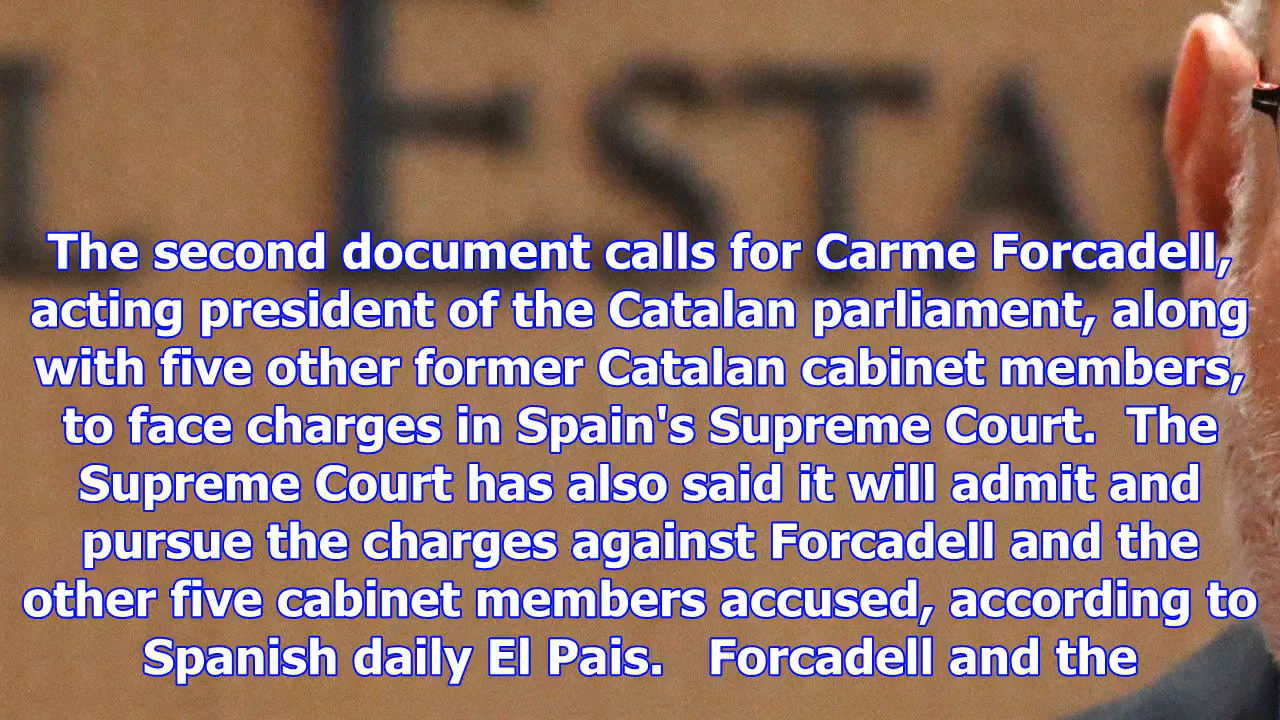 L ESTA
The second document calls for Carme Forcadell,
acting president of the Catalan parliament, along
with five other former Catalan cabinet members,
to face charges in Spain's Supreme Court. The
Supreme Court has also said it will admit and
pursue the charges against Forcadell and the
other five cabinet members accused, according to
Spanish daily El Pais. Forcadell and the